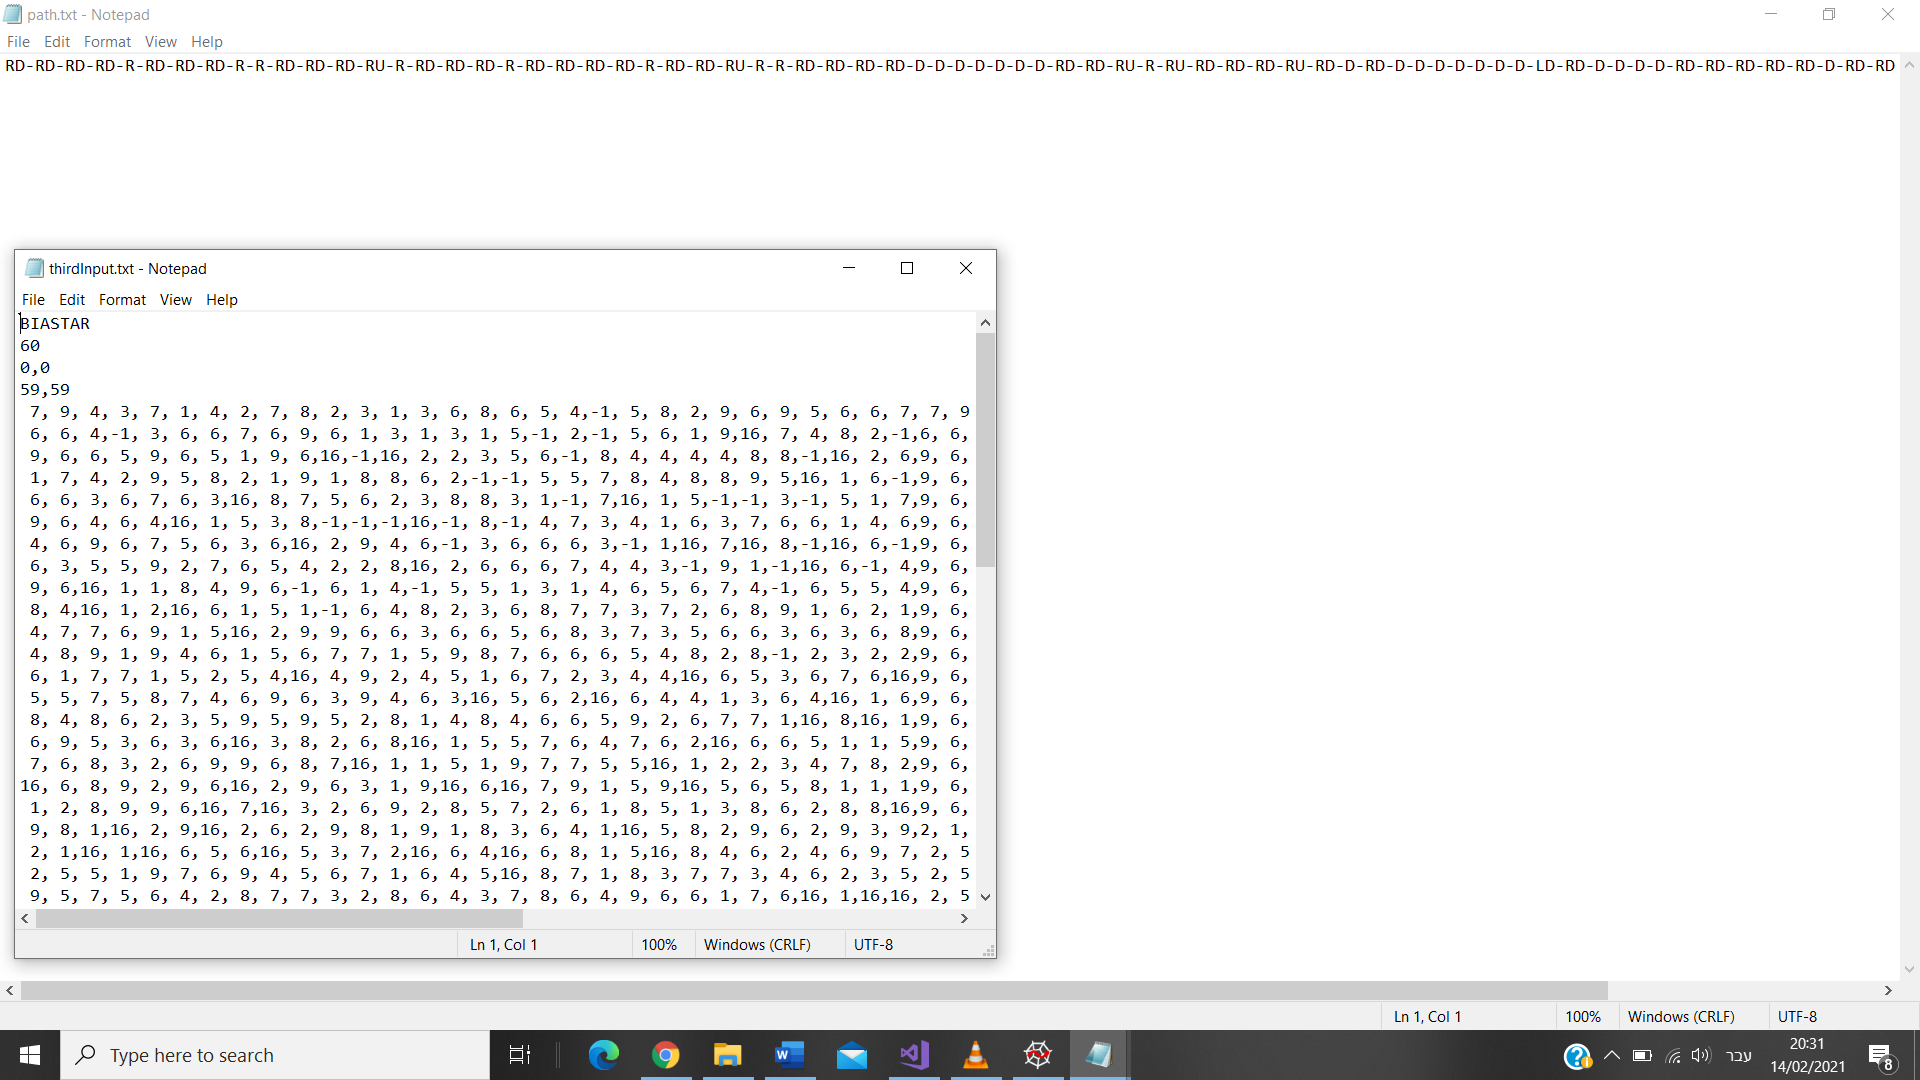 path.txt - Notepad
File Edit Format View Help
RD-RD-RD-RD-R-RD-RD-RD-R-R-RD-RD-RD-RU-R-RD-RD-RD-R-RD-RD-RD-RD-R-RD-RD-RU-R-R-RD-RD-RD-RD-D-D-D-D-D-D-RD-RD-RU-R-RU-RD-RD-RD-RU-RD-D-RD-D-D-D-D-D-D-D-LD-RD-D-D-D-D-RD-RD-RD-RD-RD-D-RD-RD
thirdInput.txt - Notepad
File Edit Format View Help
BIASTAR
60
0,0
59,59
7, 9, 4, 3, 7, 1, 4, 2, 7, 8, 2, 3, 1, 3, 6, 8, 6, 5, 4,-1, 5, 8, 2, 9, 6, 9, 5, 6, 6, 7, 7, 9
6, 6, 4,-1, 3, 6, 6, 7, 6, 9, 6, 1, 3, 1, 3, 1, 5,-1, 2,-1, 5, 6, 1, 9,16, 7, 4, 8, 2,-1,6, 6,
9, 6, 6, 5, 9, 6, 5, 1, 9, 6,16,-1,16, 2, 2, 3, 5, 6,-1, 8, 4, 4, 4, 4, 8, 8,-1,16, 2, 6,9, 6,
1, 7, 4, 2, 9, 5, 8, 2, 1, 9, 1, 8, 8, 6, 2,-1,-1, 5, 5, 7, 8, 4, 8, 8, 9, 5,16, 1, 6,-1,9, 6,
6, 6, 3, 6, 7, 6, 3,16, 8, 7, 5, 6, 2, 3, 8, 8, 3, 1,-1, 7,16, 1, 5,-1,-1, 3,-1, 5, 1, 7,9, 6,
9, 6, 4, 6, 4,16, 1, 5, 3, 8,-1,-1,-1,16,-1, 8,-1, 4, 7, 3, 4, 1, 6, 3, 7, 6, 6, 1, 4, 6,9, 6,
4, 6, 9, 6, 7, 5, 6, 3, 6,16, 2, 9, 4, 6,-1, 3, 6, 6, 6, 3,-1, 1,16, 7,16, 8,-1,16, 6,-1,9, 6,
6, 3, 5, 5, 9, 2, 7, 6, 5, 4, 2, 2, 8,16, 2, 6, 6, 6, 7, 4, 4, 3,-1, 9, 1,-1,16, 6,-1, 4,9, 6,
9, 6,16, 1, 1, 8, 4, 9, 6,-1, 6, 1, 4,-1, 5, 5, 1, 3, 1, 4, 6, 5, 6, 7, 4,-1, 6, 5, 5, 4,9, 6,
8, 4,16, 1, 2,16, 6, 1, 5, 1,-1, 6, 4, 8, 2, 3, 6, 8, 7, 7, 3, 7, 2, 6, 8, 9, 1, 6, 2, 1,9, 6,
4, 7, 7, 6, 9, 1, 5,16, 2, 9, 9, 6, 6, 3, 6, 6, 5, 6, 8, 3, 7, 3, 5, 6, 6, 3, 6, 3, 6, 8,9, 6,
4, 8, 9, 1, 9, 4, 6, 1, 5, 6, 7, 7, 1, 5, 9, 8, 7, 6, 6, 6, 5, 4, 8, 2, 8,-1, 2, 3, 2, 2,9, 6,
6, 1, 7, 7, 1, 5, 2, 5, 4,16, 4, 9, 2, 4, 5, 1, 6, 7, 2, 3, 4, 4,16, 6, 5, 3, 6, 7, 6,16,9, 6,
5, 5, 7, 5, 8, 7, 4, 6, 9, 6, 3, 9, 4, 6, 3,16, 5, 6, 2,16, 6, 4, 4, 1, 3, 6, 4,16, 1, 6,9, 6,
8, 4, 8, 6, 2, 3, 5, 9, 5, 9, 5, 2, 8, 1, 4, 8, 4, 6, 6, 5, 9, 2, 6, 7, 7, 1,16, 8,16, 1,9, 6,
6, 9, 5, 3, 6, 3, 6,16, 3, 8, 2, 6, 8,16, 1, 5, 5, 7, 6, 4, 7, 6, 2,16, 6, 6, 5, 1, 1, 5,9, 6,
7, 6, 8, 3, 2, 6, 9, 9, 6, 8, 7,16, 1, 1, 5, 1, 9, 7, 7, 5, 5,16, 1, 2, 2, 3, 4, 7, 8, 2,9, 6,
16, 6, 8, 9, 2, 9, 6,16, 2, 9, 6, 3, 1, 9,16, 6,16, 7, 9, 1, 5, 9,16, 5, 6, 5, 8, 1, 1, 1,9, 6,
1, 2, 8, 9, 9, 6,16, 7,16, 3, 2, 6, 9, 2, 8, 5, 7, 2, 6, 1, 8, 5, 1, 3, 8, 6, 2, 8, 8,16,9, 6,
9, 8, 1,16, 2, 9,16, 2, 6, 2, 9, 8, 1, 9, 1, 8, 3, 6, 4, 1,16, 5, 8, 2, 9, 6, 2, 9, 3, 9,2, 1,
2, 1,16, 1,16, 6, 5, 6,16, 5, 3, 7, 2,16, 6, 4,16, 6, 8, 1, 5,16, 8, 4, 6, 2, 4, 6, 9, 7, 2, 5
2, 5, 5, 1, 9, 7, 6, 9, 4, 5, 6, 7, 1, 6, 4, 5,16, 8, 7, 1, 8, 3, 7, 7, 3, 4, 6, 2, 3, 5, 2, 5
9, 5, 7, 5, 6, 4, 2, 8, 7, 7, 3, 2, 8, 6, 4, 3, 7, 8, 6, 4, 9, 6, 6, 1, 7, 6,16, 1,16,16, 2, 5
Ln 1, Col 1 100% Windows (CRLF) UTF-8
Ln 1, Col 1 100% Windows (CRLF) UTF-8
Type here to search
עבר
20:31
14/02/2021
8